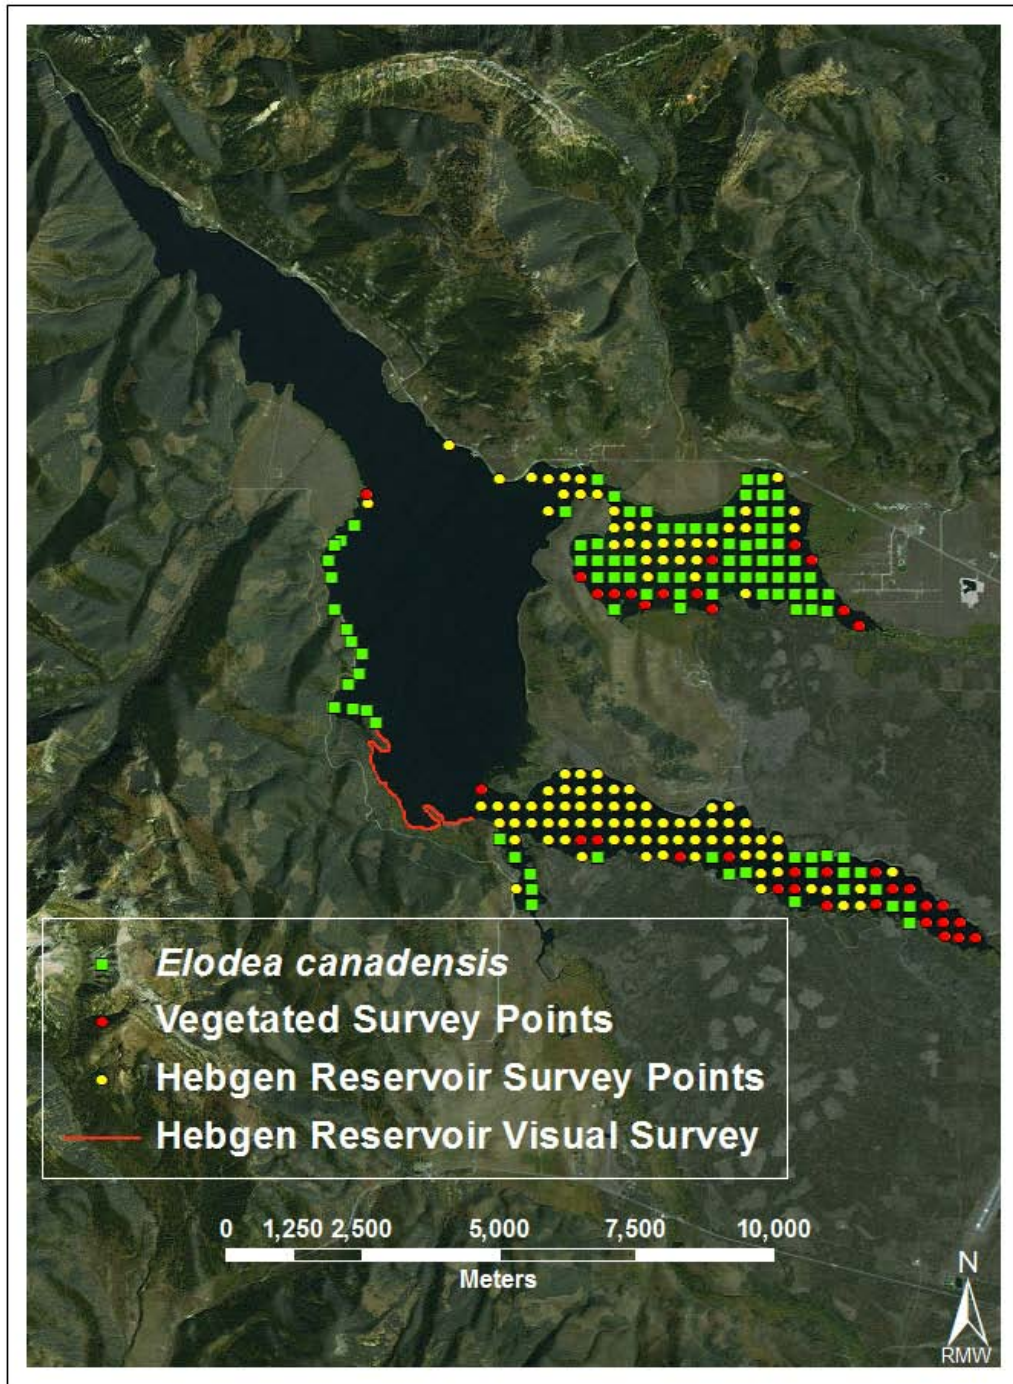 Elodea canadensis
Vegetated Survey Points
Hebgen Reservoir Survey Points
Hebgen Reservoir Visual Survey
0 1,250 2,500 5,000 7,500 10,000
Meters
N
RMW